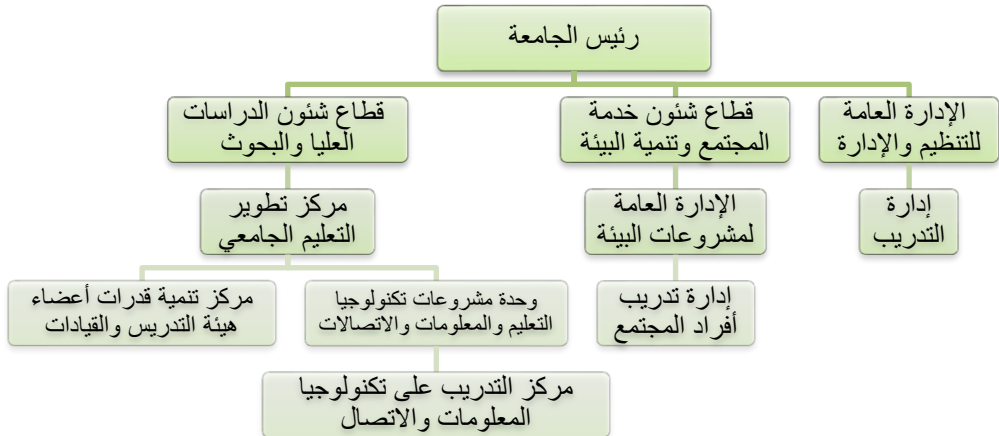 رئيس الجامعة
الإدارة العامة
للتنظيم والإدارة
قطاع شئون خدمة
المجتمع وتنمية البيئة
قطاع شئون الدراسات
العليا والبحوث
إدارة
التدريب
الإدارة العامة
لمشروعات البيئة
مركز تطوير
التعليم الجامعي
إدارة تدريب
أفراد المجتمع
وحدة مشروعات تكنولوجيا
التعليم والمعلومات والاتصالات
مركز تنمية قدرات أعضاء
هيئة التدريس والقيادات
مركز التدريب على تكنولوجيا
المعلومات والاتصال